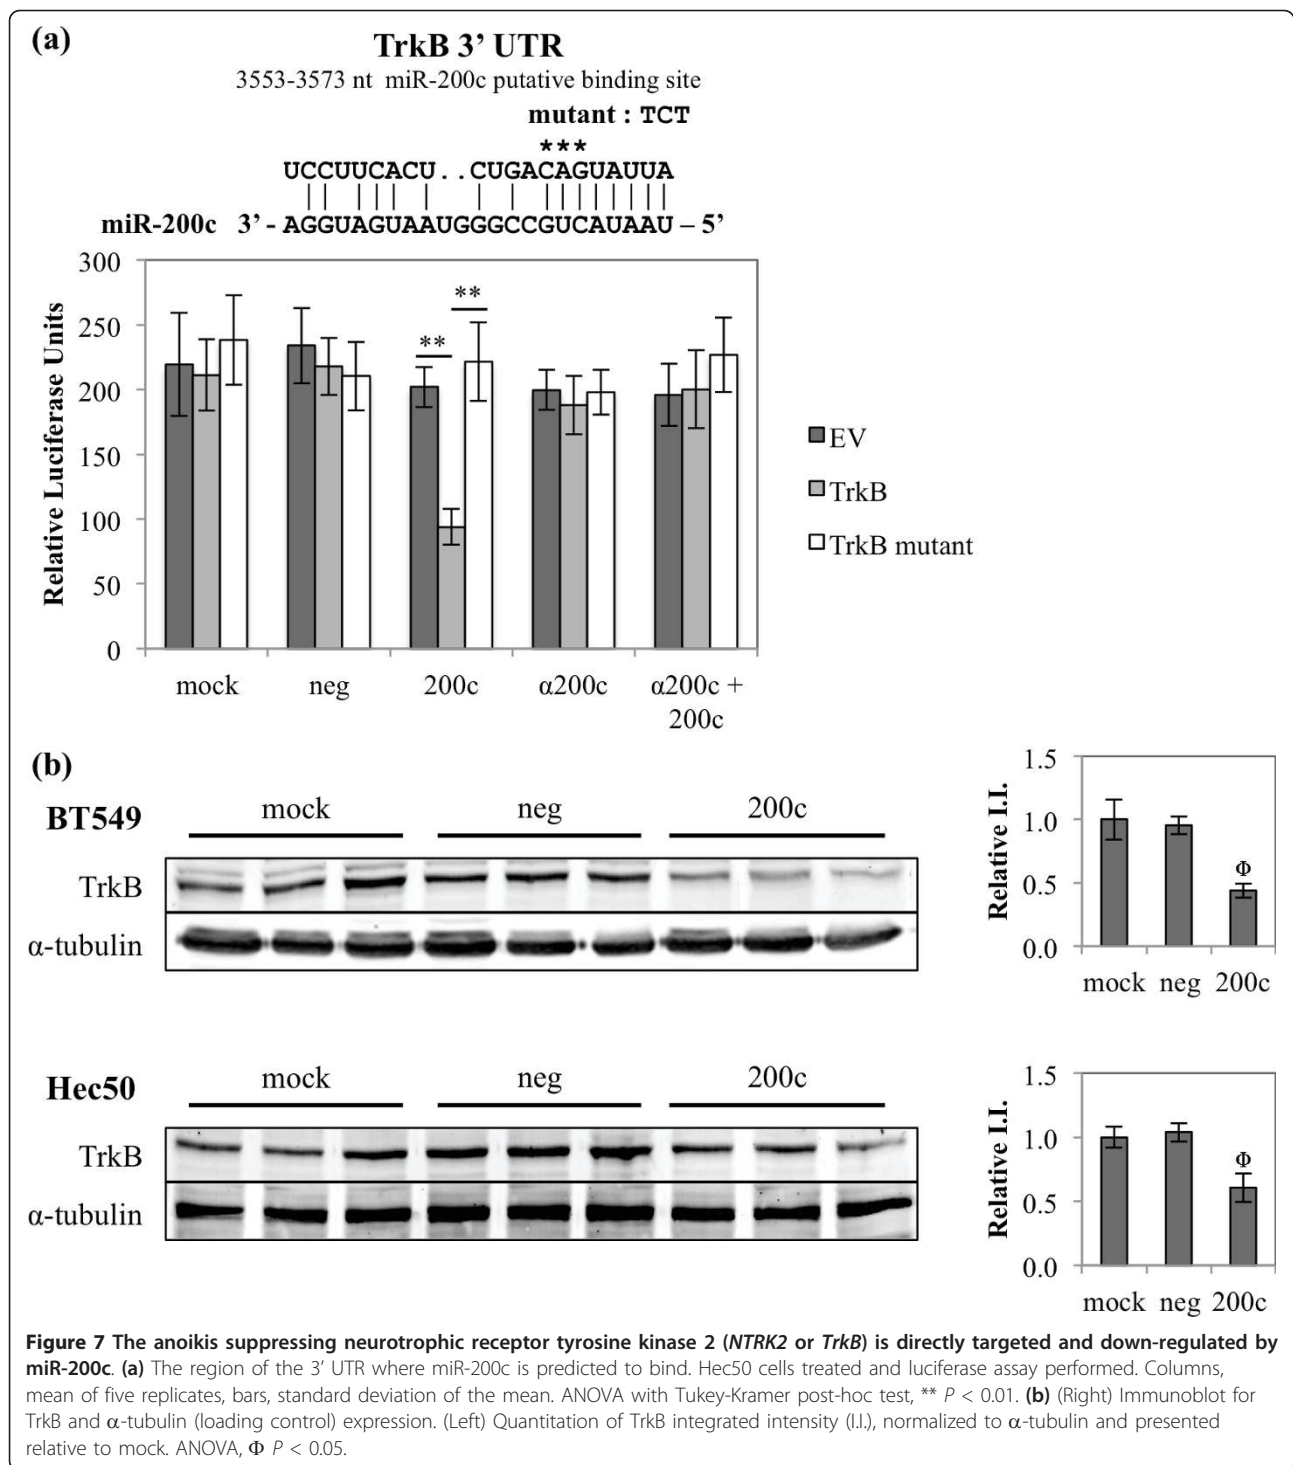 (a)
TrkB 3’ UTR
3553-3573 nt miR-200c putative binding site
mutant : TCT
***
UCCUUCACU..CUGACAGUAUUA
miR-200c 3’ - AGGUAGUAAUGGGCCGUCAUAAU – 5’
Relative Luciferase Units
300
250
200
150
100
50
0
**
**
mock
neg
200c
α200c
α200c +
200c
EV
TrkB
TrkB mutant
(b)
BT549
mock
neg
200c
TrkB
α-tubulin
Relative I.I.
1.5
1.0
0.5
0.0
Φ
mock neg 200c
Hec50
mock
neg
200c
TrkB
α-tubulin
Relative I.I.
1.5
1.0
0.5
0.0
Φ
mock neg 200c
Figure 7 The anoikis suppressing neurotrophic receptor tyrosine kinase 2 (NTRK2 or TrkB) is directly targeted and down-regulated by
miR-200c. (a) The region of the 3’ UTR where miR-200c is predicted to bind. Hec50 cells treated and luciferase assay performed. Columns,
mean of five replicates, bars, standard deviation of the mean. ANOVA with Tukey-Kramer post-hoc test, ** P < 0.01. (b) (Right) Immunoblot for
TrkB and α-tubulin (loading control) expression. (Left) Quantitation of TrkB integrated intensity (I.I.), normalized to α-tubulin and presented
relative to mock. ANOVA, Φ P < 0.05.